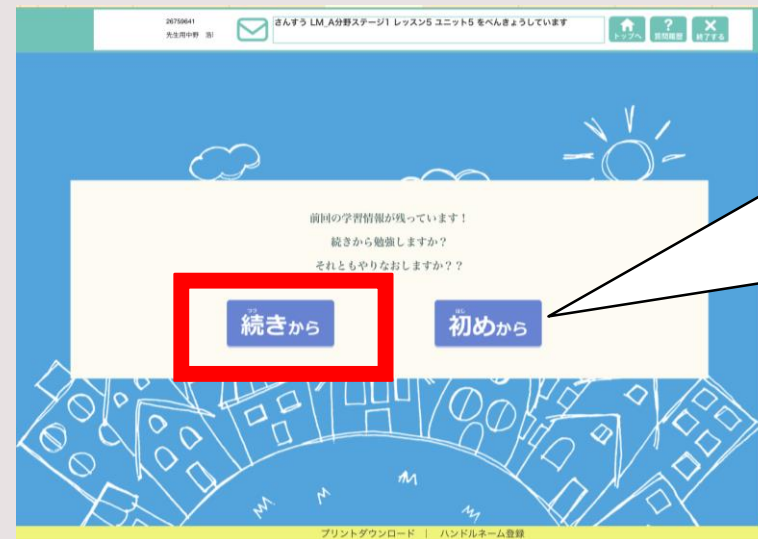 26759641
先生用中野 浩
さんすう LM_A分野ステージ1 レッスン5 ユニット5 をべんきょうしています
トップへ
?
質問履歴
終了する
前回の学習情報が残っています！
続きから勉強しますか？
それともやりなおしますか？？
つづ
続きから
はじ
初めから
プリントダウンロード | ハンドルネーム登録